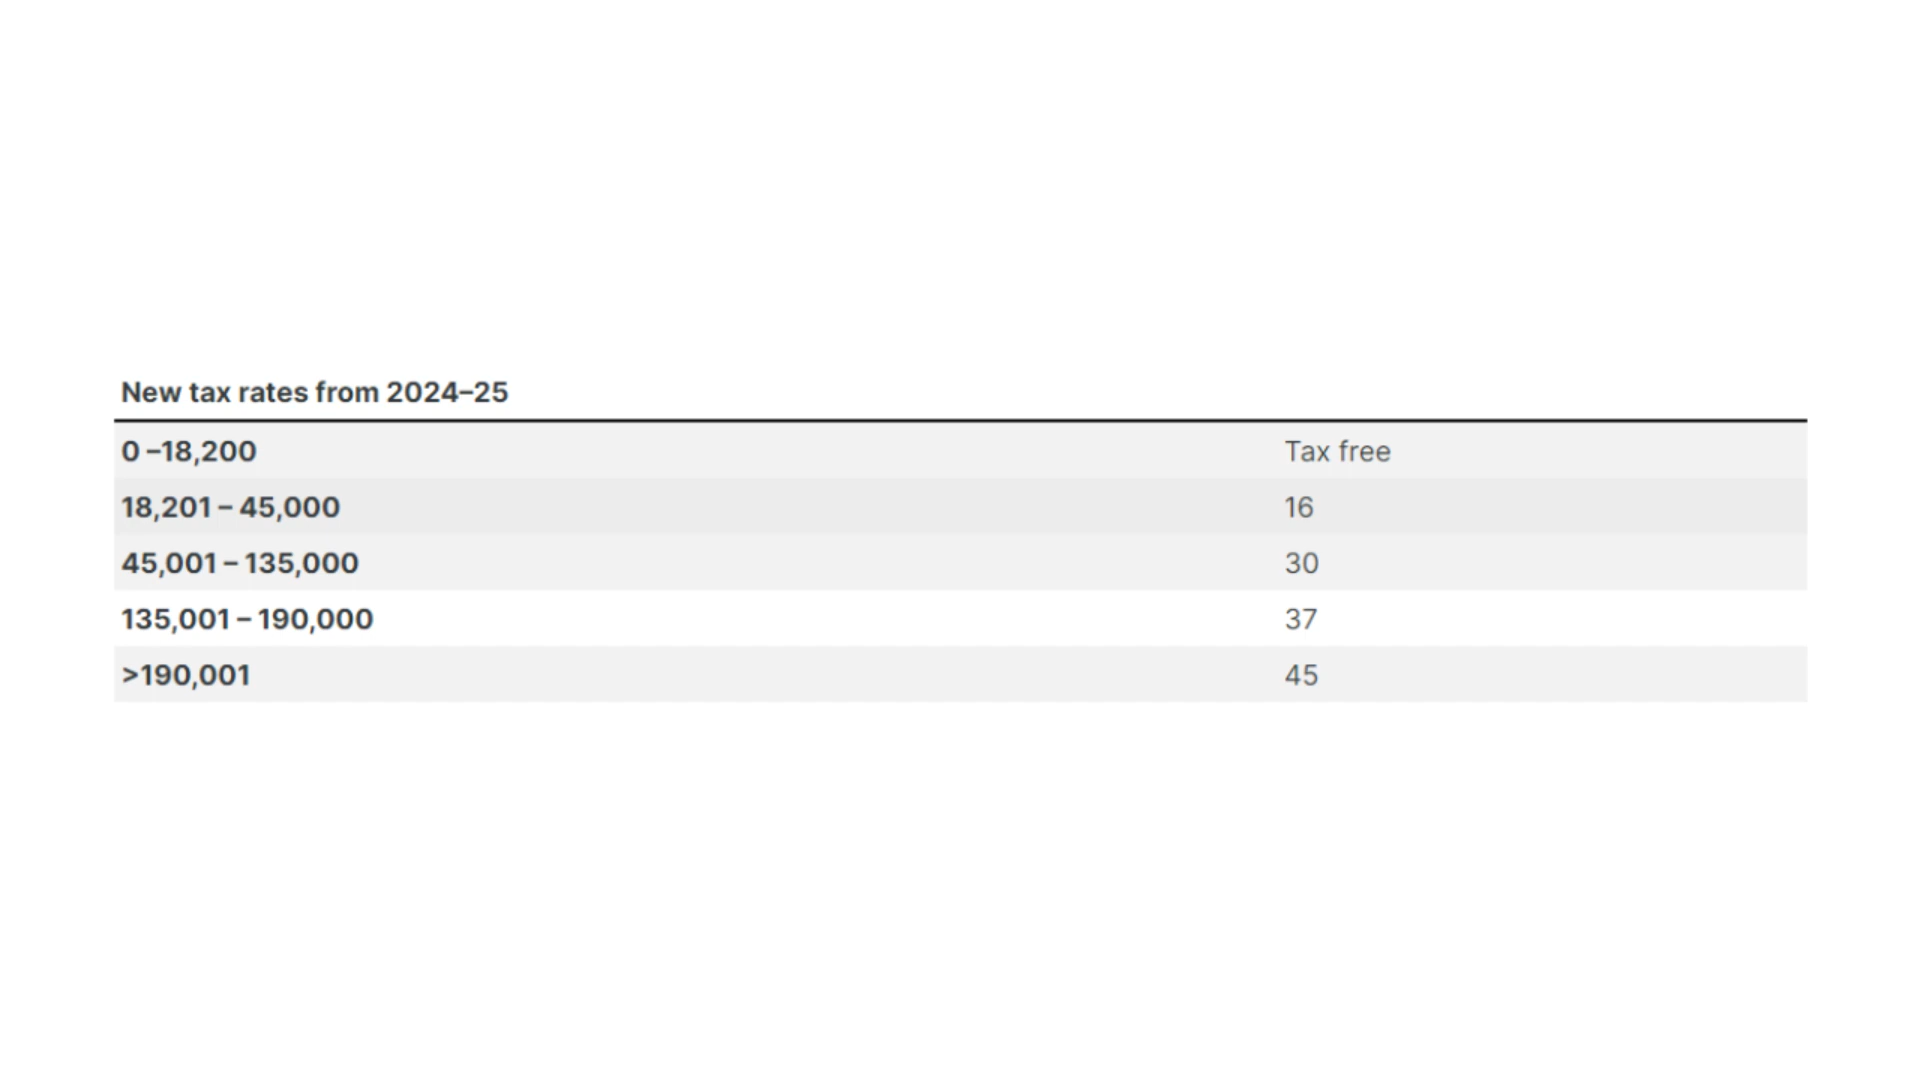 New tax rates from 2024–25
0 –18,200 Tax free
18,201 – 45,000 16
45,001 – 135,000 30
135,001 – 190,000 37
>190,001 45